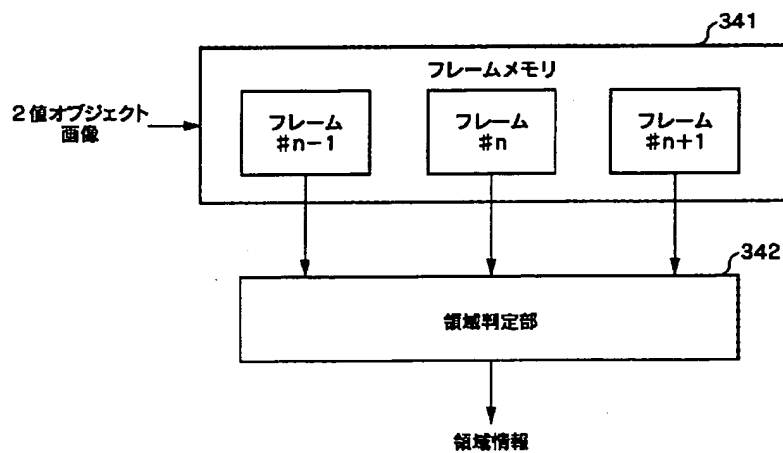 341
フレームメモリ
2値オブジェクト
画像
フレーム
#n-1
フレーム
#n
フレーム
#n+1
342
領域判定部
領域情報